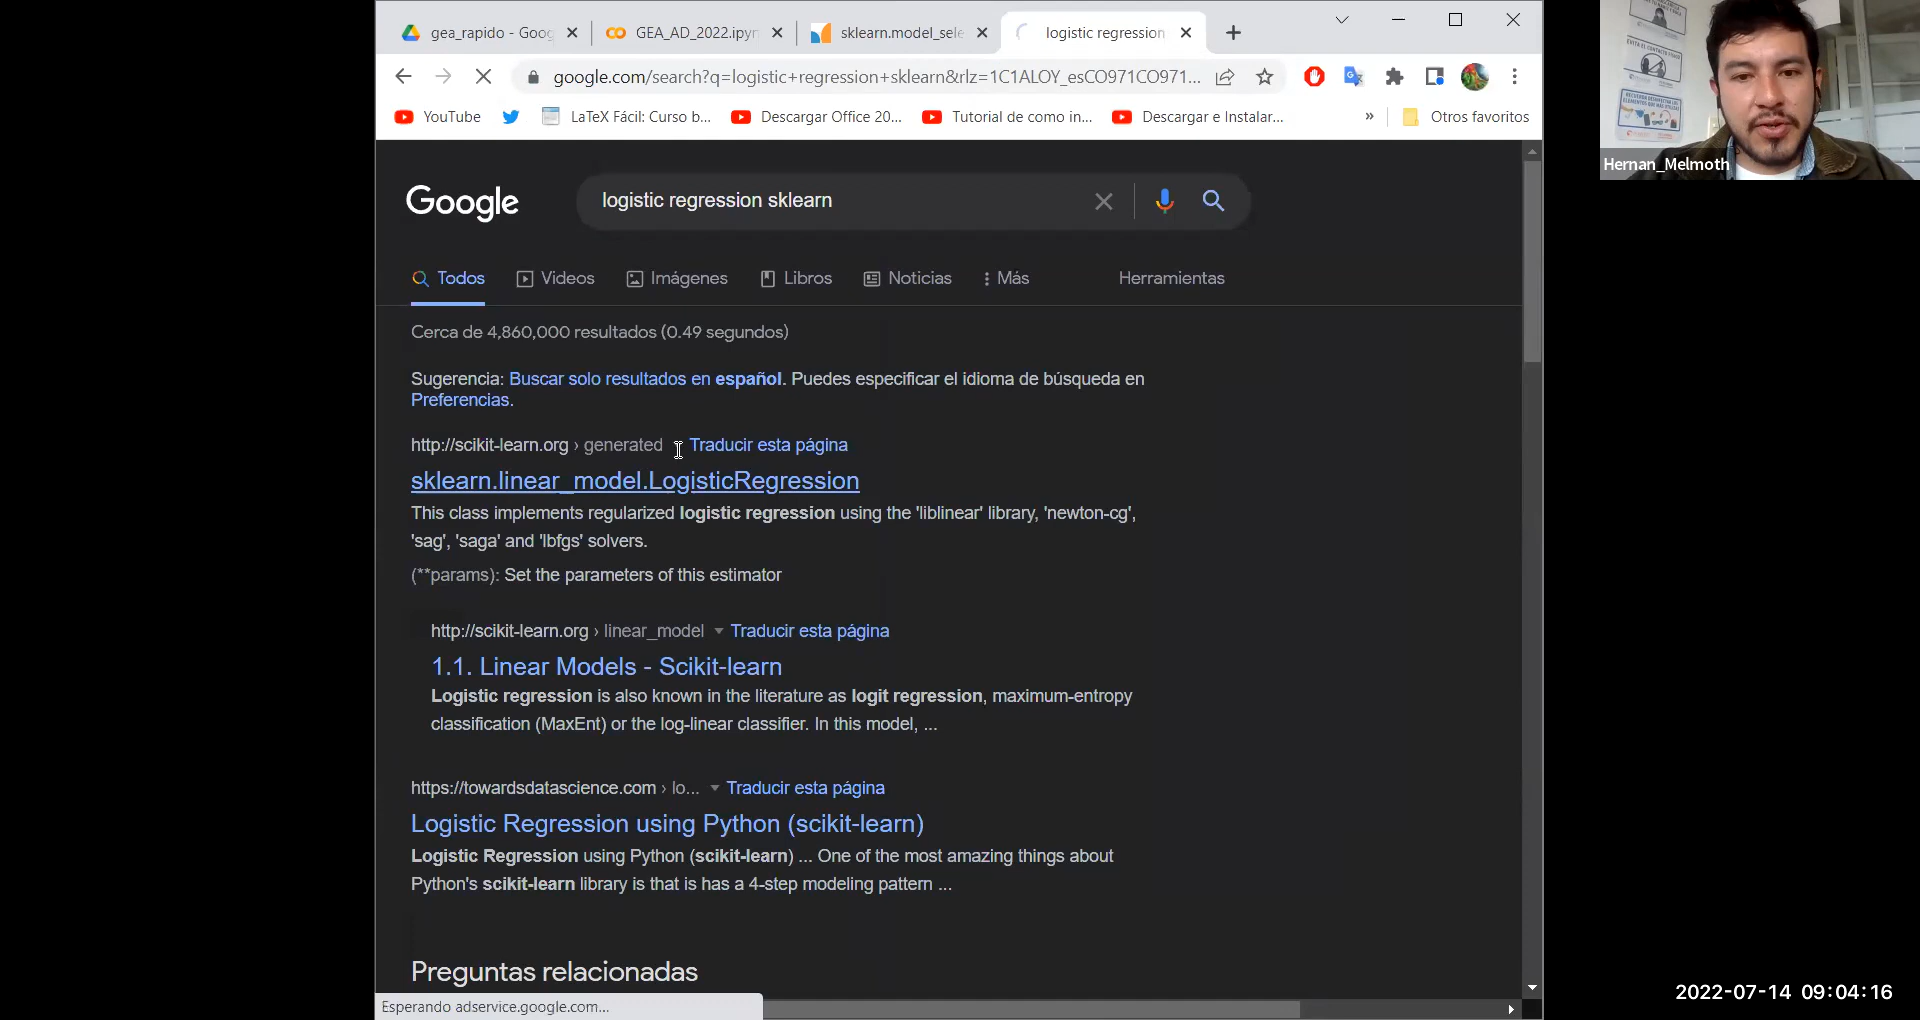 gea_rapido - Goog
GEA_AD_2022.ipyn
sklearn.model_sele
logistic regression
google.com/search?q=logistic+regression+sklearn&rlz=1C1ALOY_esCO971CO971...
YouTube
LaTeX Fácil: Curso b...
Descargar Office 20...
Tutorial de como in...
Descargar e Instalar...
»
Otros favoritos
Google
logistic regression sklearn
Todos
Videos
Imágenes
Libros
Noticias
Más
Herramientas
Cerca de 4,860,000 resultados (0.49 segundos)
Sugerencia: Buscar solo resultados en español. Puedes especificar el idioma de búsqueda en
Preferencias.
http://scikit-learn.org › generated
Traducir esta página
sklearn.linear_model.LogisticRegression
This class implements regularized logistic regression using the 'liblinear' library, 'newton-cg',
'sag', 'saga' and 'lbfgs' solvers.
(**params): Set the parameters of this estimator
http://scikit-learn.org › linear_model
Traducir esta página
1.1. Linear Models - Scikit-learn
Logistic regression is also known in the literature as logit regression, maximum-entropy
classification (MaxEnt) or the log-linear classifier. In this model, ...
https://towardsdatascience.com › lo...
Traducir esta página
Logistic Regression using Python (scikit-learn)
Logistic Regression using Python (scikit-learn) ... One of the most amazing things about
Python's scikit-learn library is that is has a 4-step modeling pattern ...
Preguntas relacionadas
Esperando adservice.google.com...
Hernan_Melmoth
2022-07-14 09:04:16